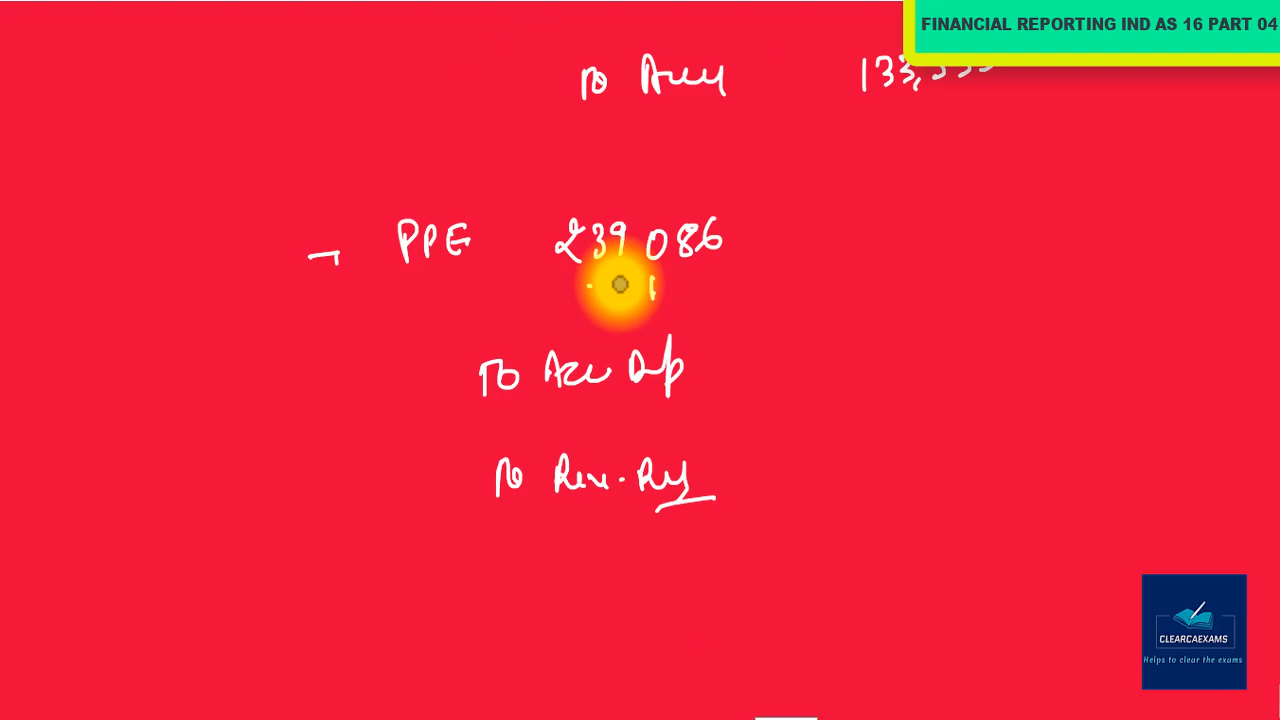 FINANCIAL REPORTING IND AS 16 PART 04
To
133,333
PPE 239 086
To Acc Dep
To Rev. Res
CLEARCAEXAMS
Helps to clear the exams